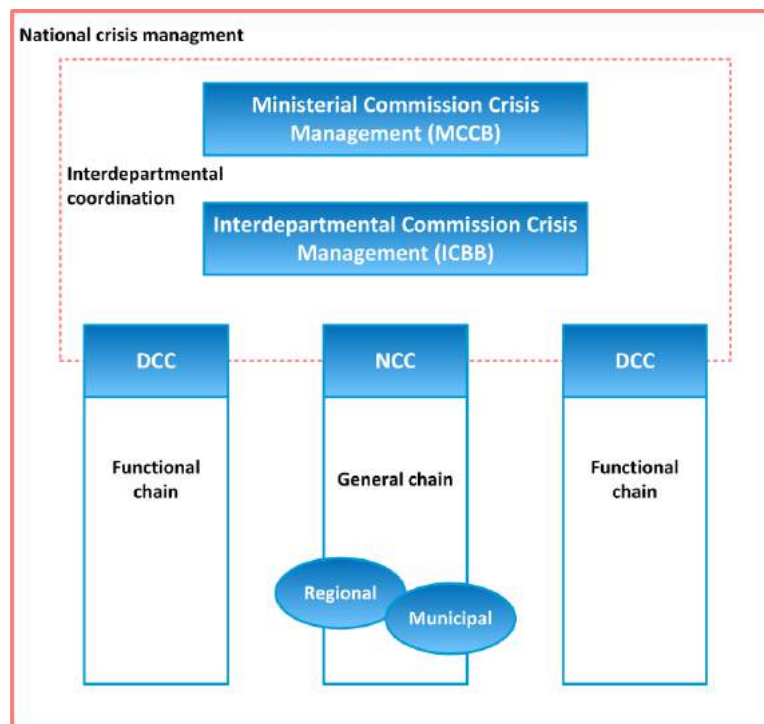 National crisis managment
Ministerial Commission Crisis
Management (MCCB)
Interdepartmental
coordination
Interdepartmental Commission Crisis
Management (ICBB)
DCC
NCC
DCC
Functional
chain
General chain
Functional
chain
Regional
Municipal